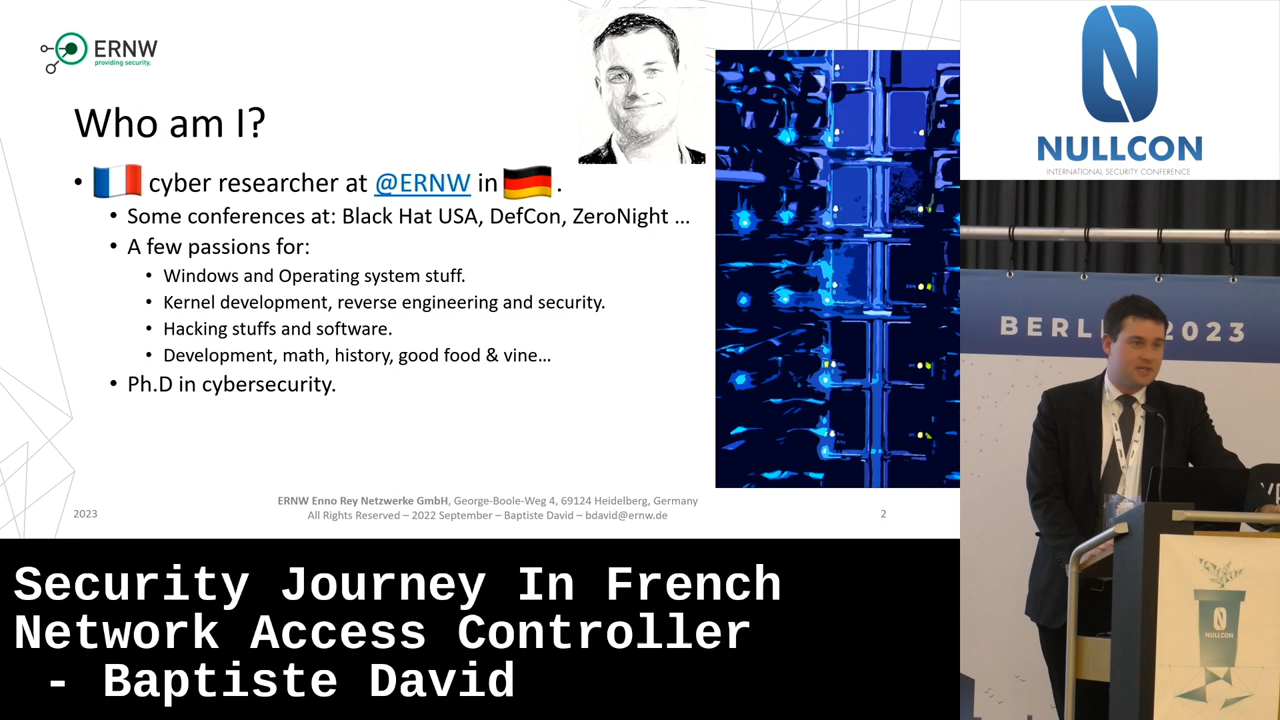 ERNW
providing security.
Who am I?
• cyber researcher at @ERNW in .
• Some conferences at: Black Hat USA, DefCon, ZeroNight ...
• A few passions for:
• Windows and Operating system stuff.
• Kernel development, reverse engineering and security.
• Hacking stuffs and software.
• Development, math, history, good food & vine...
• Ph.D in cybersecurity.
2023
ERNW Enno Rey Netzwerke GmbH, George-Boole-Weg 4, 69124 Heidelberg, Germany
All Rights Reserved – 2022 September – Baptiste David – bdavid@ernw.de
2
NULLCON
INTERNATIONAL SECURITY CONFERENCE
2023
NULLCON
Security Journey In French
Network Access Controller
- Baptiste David